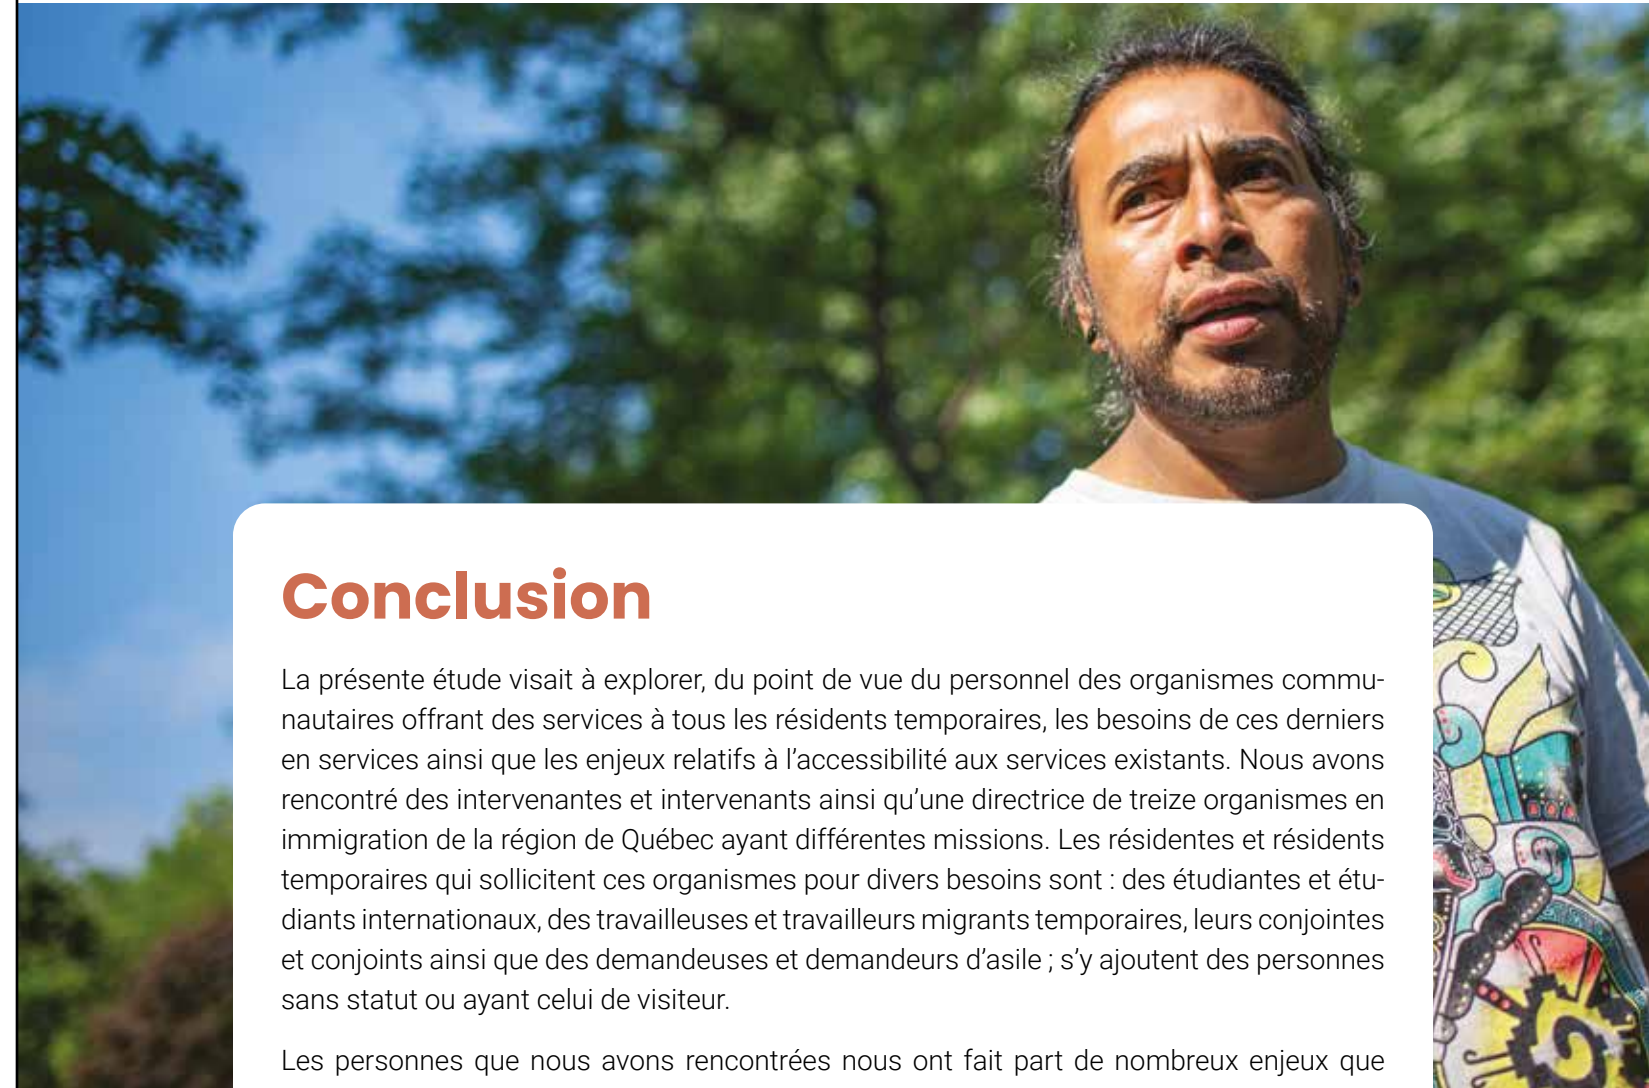 Conclusion
La présente étude visait à explorer, du point de vue du personnel des organismes commu-
nautaires offrant des services à tous les résidents temporaires, les besoins de ces derniers
en services ainsi que les enjeux relatifs à l’accessibilité aux services existants. Nous avons
rencontré des intervenantes et intervenants ainsi qu’une directrice de treize organismes en
immigration de la région de Québec ayant différentes missions. Les résidentes et résidents
temporaires qui sollicitent ces organismes pour divers besoins sont : des étudiantes et étu-
diants internationaux, des travailleuses et travailleurs migrants temporaires, leurs conjointes
et conjoints ainsi que des demandeuses et demandeurs d’asile ; s’y ajoutent des personnes
sans statut ou ayant celui de visiteur.
Les personnes que nous avons rencontrées nous ont fait part de nombreux enjeux que